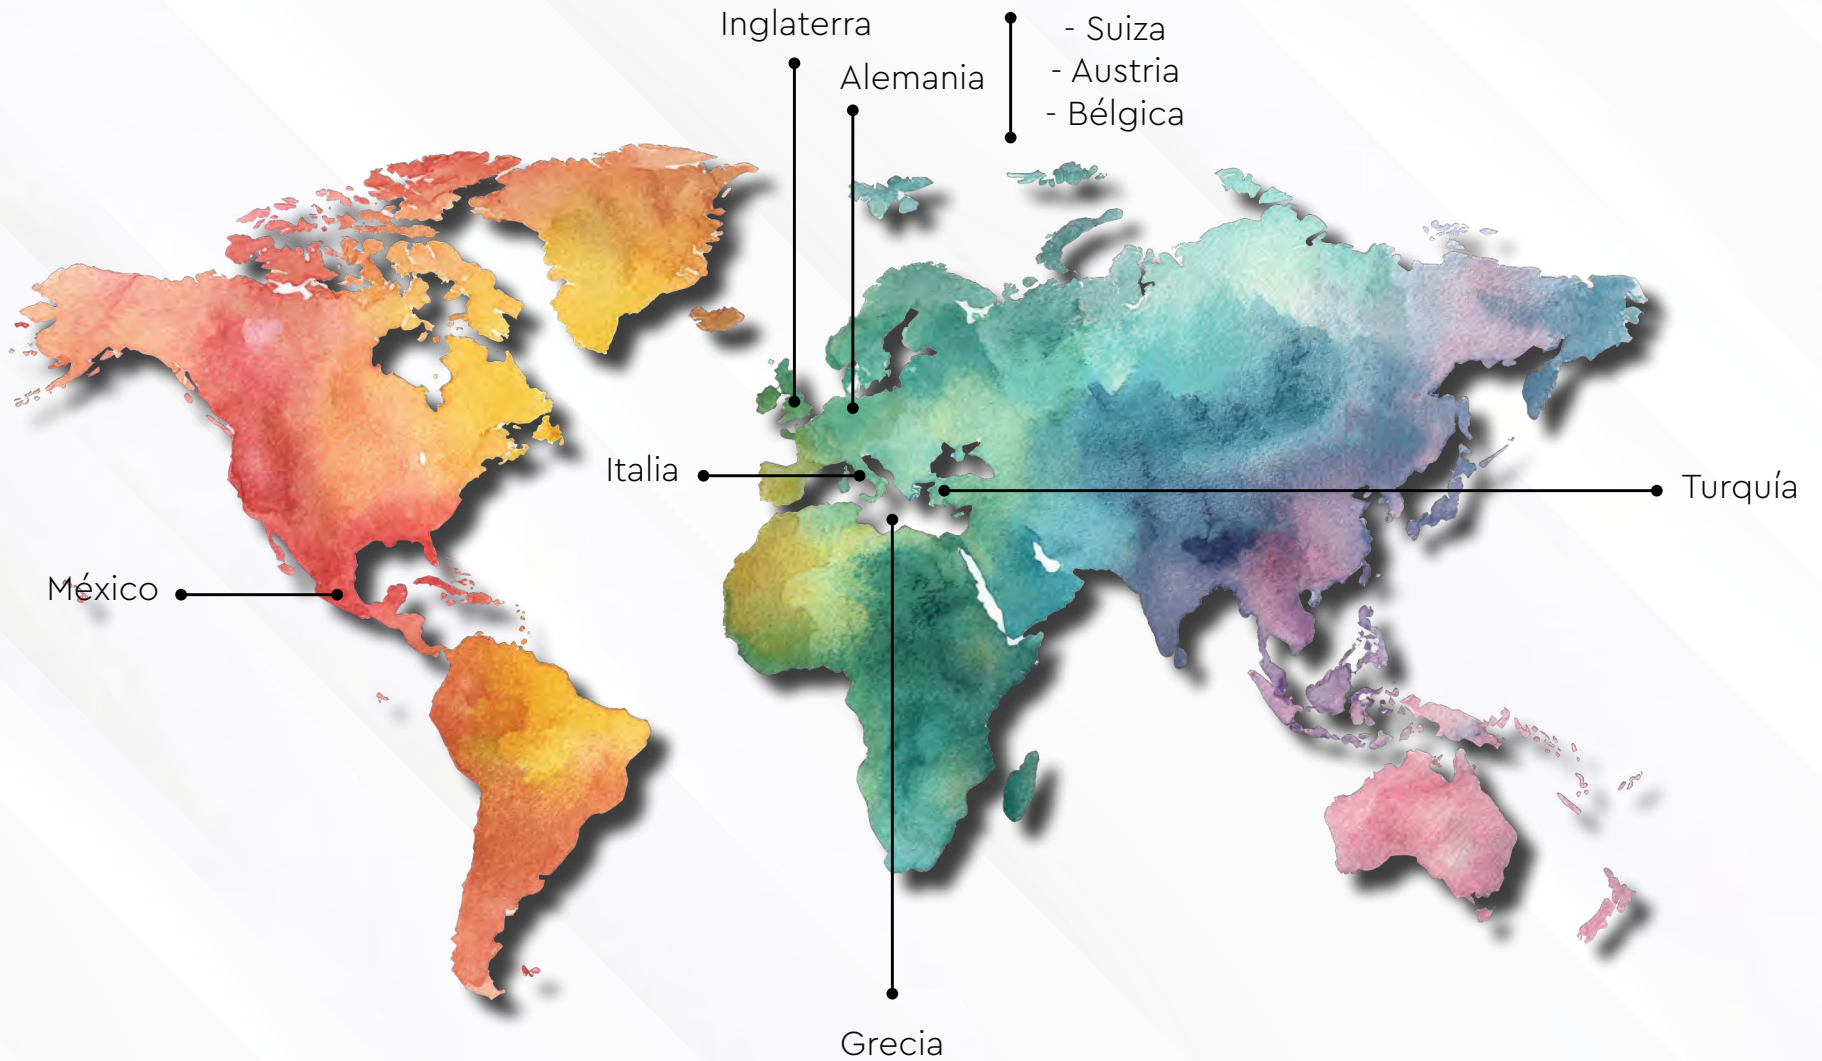 Inglaterra
Alemania
- Suiza
- Austria
- Bélgica
Italia
Turquía
México
Grecia